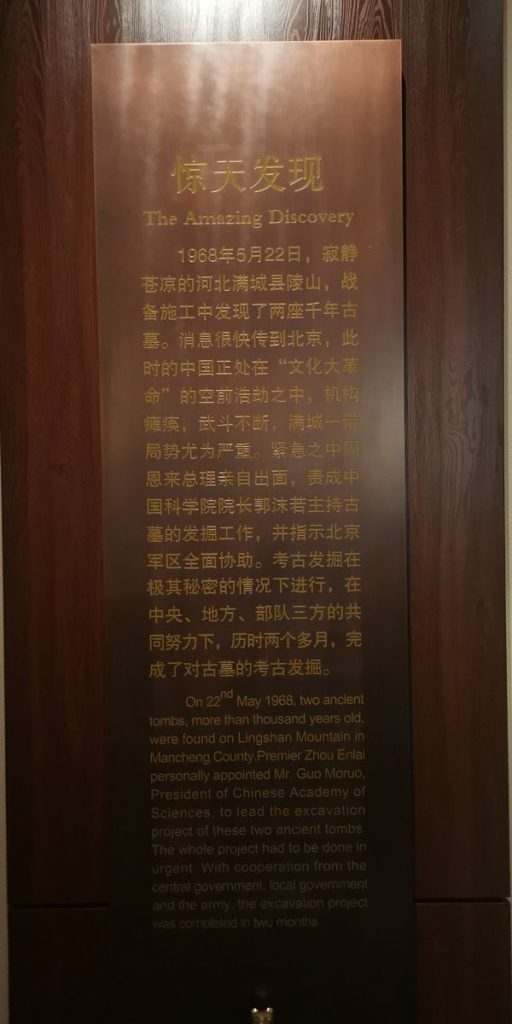 惊天发现
The Amazing Discovery
1968年5月22日，寂静
苍凉的河北满城县陵山，战
备施工中发现了两座千年古
墓。消息很快传到北京，此
时的中国正处在“文化大革
命”的空前浩劫之中，机构
瘫痪，武斗不断，满城一带
局势尤为严重。紧急之中周
恩来总理亲自出面，责成中
国科学院院长郭沫若主持古
墓的发掘工作，并指示北京
军区全面协助。考古发掘在
极其秘密的情况下进行，在
中央、地方、部队三方的共
同努力下，历时两个多月，完
成了对古墓的考古发掘。
On 22nd May 1968, two ancient
tombs, more than thousand years old,
were found on Lingshan Mountain in
Mancheng County.Premier Zhou Enlai
personally appointed Mr. Guo Moruo,
President of Chinese Academy of
Sciences, to lead the excavation
project of these two ancient tombs
The whole project had to be done in
urgent With cooperation from the
central government, local government
and the army, the excavation project
was completed in two months